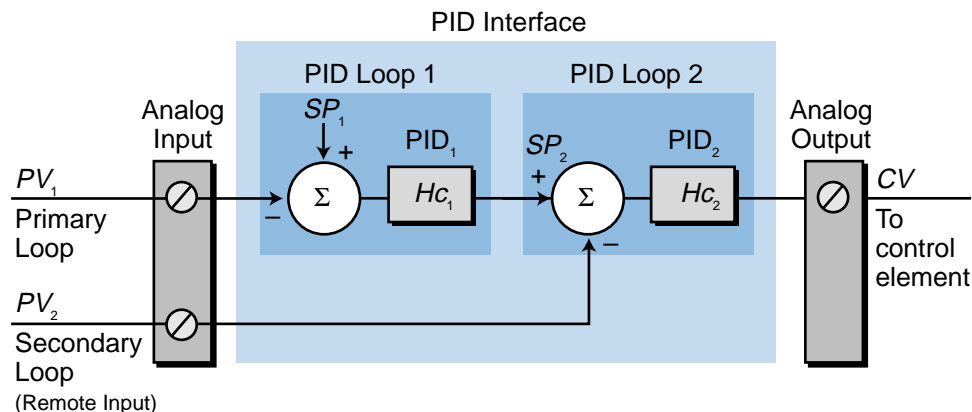 PID Interface
PID Loop 1
PID Loop 2
Analog
Input
Analog
Output
SP₁
+
PID₁
SP₂
+
PID₂
PV₁
−
Σ
Hc₁
Σ
Hc₂
CV
Primary
Loop
−
To
control
element
PV₂
Secondary
Loop
(Remote Input)